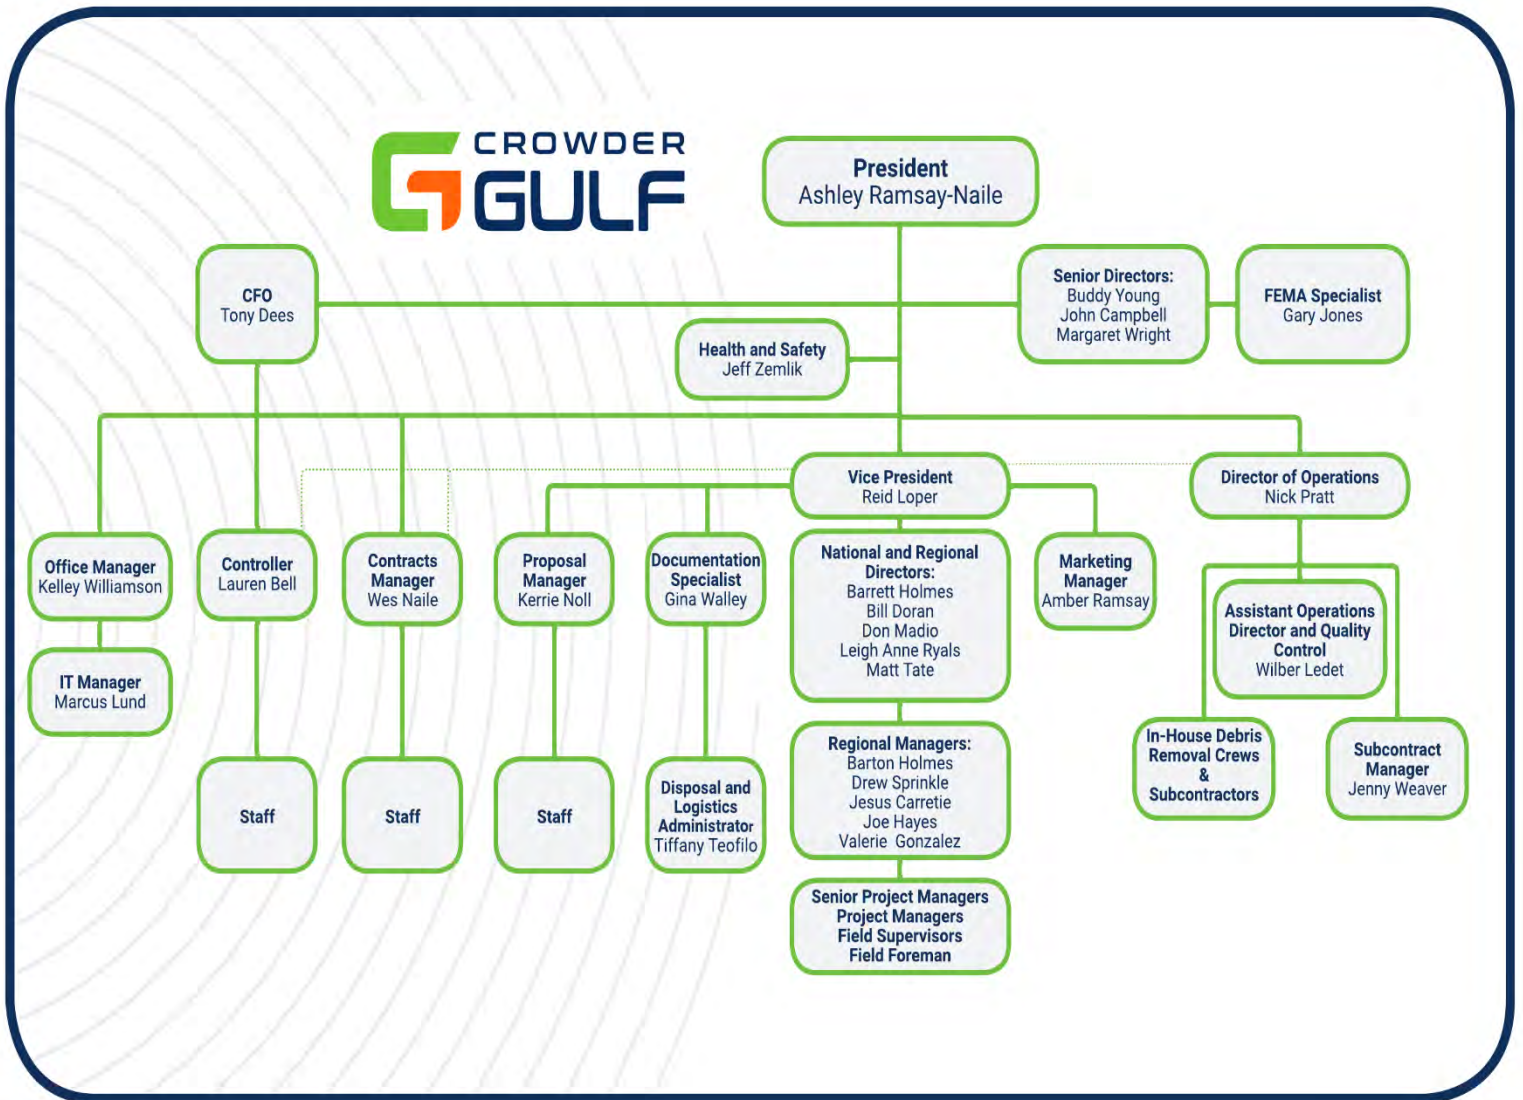 CROWDER
GULF
President
Ashley Ramsay-Naile
CFO
Tony Dees
Senior Directors:
Buddy Young
John Campbell
Margaret Wright
FEMA Specialist
Gary Jones
Health and Safety
Jeff Zemlik
Vice President
Reid Loper
Director of Operations
Nick Pratt
Office Manager
Kelley Williamson
Controller
Lauren Bell
Contracts
Manager
Wes Naile
Proposal
Manager
Kerrie Noll
Documentation
Specialist
Gina Walley
National and Regional
Directors:
Barrett Holmes
Bill Doran
Don Madio
Leigh Anne Ryals
Matt Tate
Marketing
Manager
Amber Ramsay
Assistant Operations
Director and Quality
Control
Wilber Ledet
IT Manager
Marcus Lund
In-House Debris
Removal Crews
&
Subcontractors
Subcontract
Manager
Jenny Weaver
Staff
Staff
Staff
Disposal and
Logistics
Administrator
Tiffany Teofilo
Regional Managers:
Barton Holmes
Drew Sprinkle
Jesus Carretie
Joe Hayes
Valerie Gonzalez
Senior Project Managers
Project Managers
Field Supervisors
Field Foreman